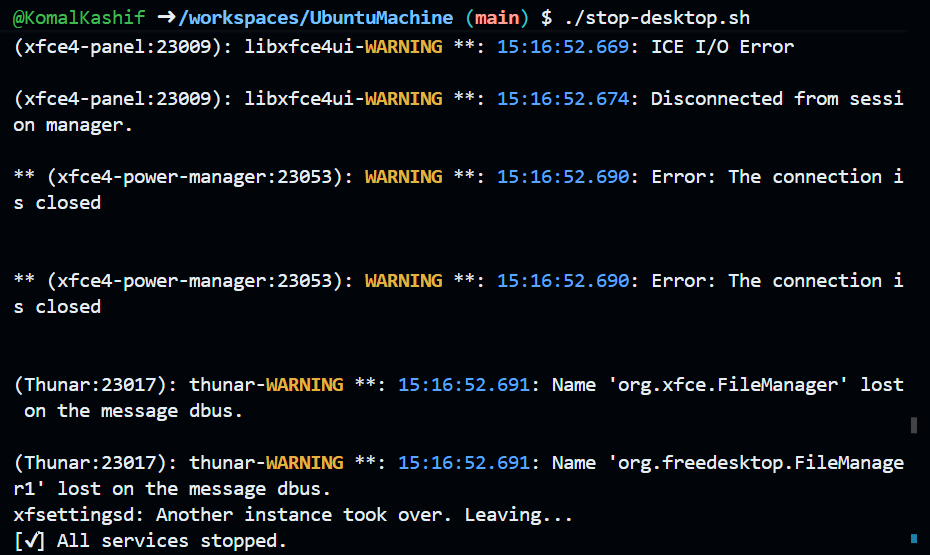 @KomalKashif ➜/workspaces/UbuntuMachine (main) $ ./stop-desktop.sh
(xfce4-panel:23009): libxfce4ui-WARNING **: 15:16:52.669: ICE I/O Error
(xfce4-panel:23009): libxfce4ui-WARNING **: 15:16:52.674: Disconnected from sessi
on manager.
** (xfce4-power-manager:23053): WARNING **: 15:16:52.690: Error: The connection i
s closed
** (xfce4-power-manager:23053): WARNING **: 15:16:52.690: Error: The connection i
s closed
(Thunar:23017): thunar-WARNING **: 15:16:52.691: Name 'org.xfce.FileManager' lost
 on the message dbus.
(Thunar:23017): thunar-WARNING **: 15:16:52.691: Name 'org.freedesktop.FileManage
r1' lost on the message dbus.
xfsettingsd: Another instance took over. Leaving...
[✓] All services stopped.